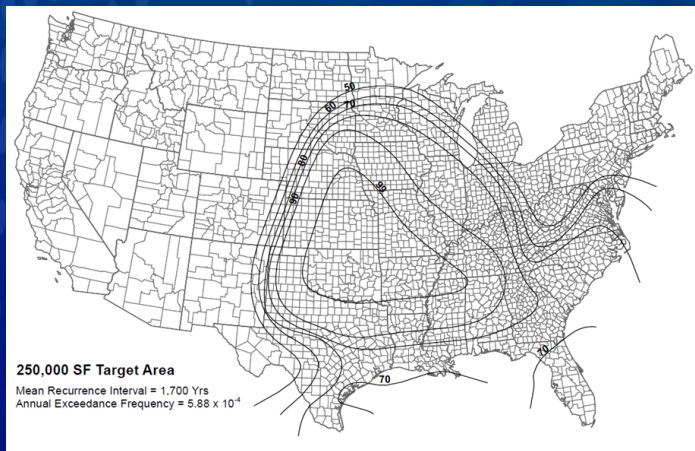 50
60
70
80
90
99
70
70
250,000 SF Target Area
Mean Recurrence Interval = 1,700 Yrs
Annual Exceedance Frequency = 5.88 x 10⁻⁴